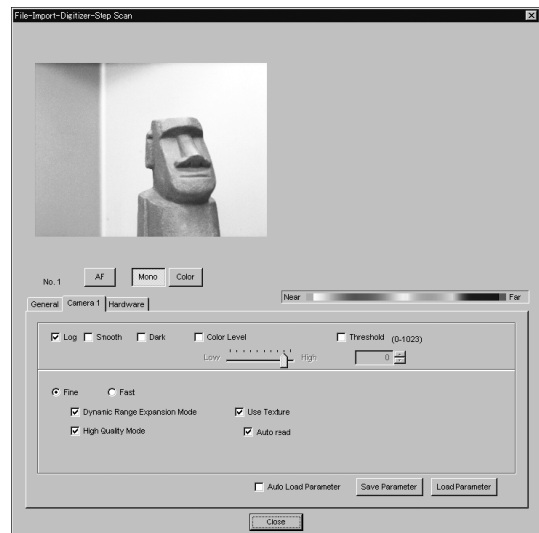 File-Import-Digitizer-Step Scan
No. 1 AF Mono Color
Near Far
General Camera 1 Hardware
Log Smooth Dark Color Level Threshold (0-1023)
Low High 0
Fine Fast
Dynamic Range Expansion Mode Use Texture
High Quality Mode Auto read
Auto Load Parameter Save Parameter Load Parameter
Close